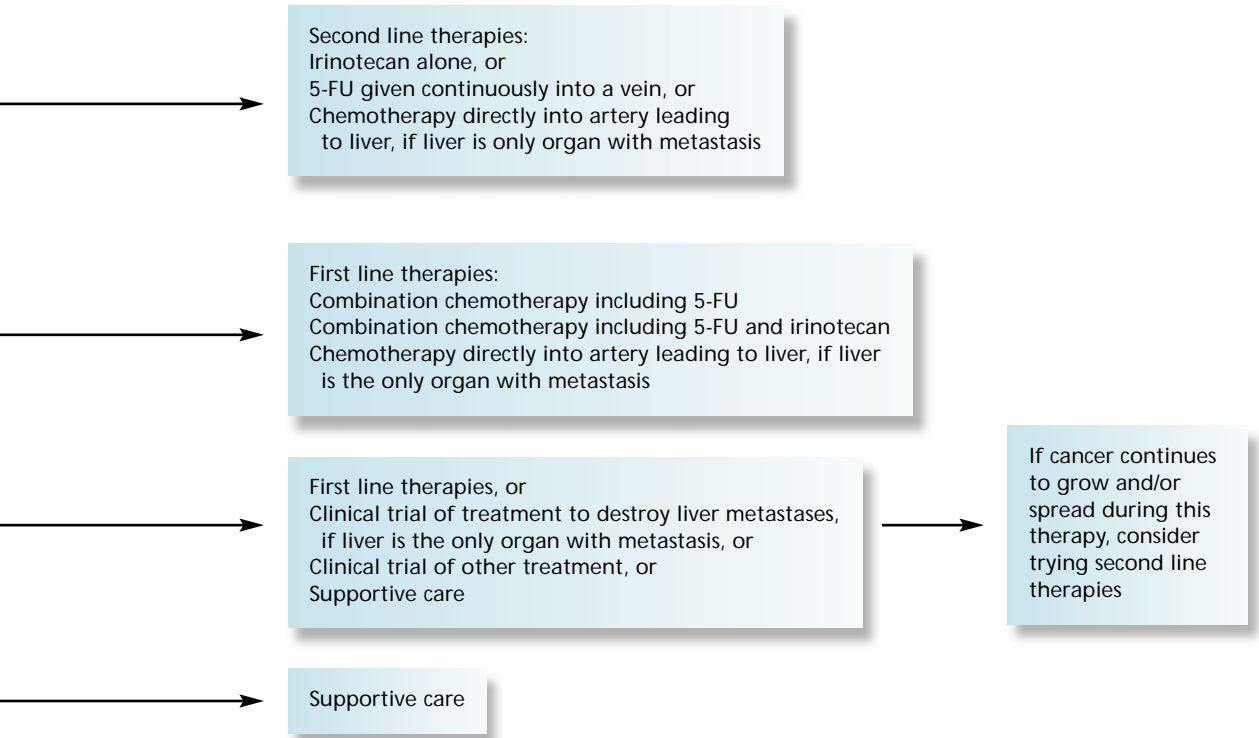 Second line therapies:
Irinotecan alone, or
5-FU given continuously into a vein, or
Chemotherapy directly into artery leading
to liver, if liver is only organ with metastasis
First line therapies:
Combination chemotherapy including 5-FU
Combination chemotherapy including 5-FU and irinotecan
Chemotherapy directly into artery leading to liver, if liver
is the only organ with metastasis
First line therapies, or
Clinical trial of treatment to destroy liver metastases,
if liver is the only organ with metastasis, or
Clinical trial of other treatment, or
Supportive care
If cancer continues
to grow and/or
spread during this
therapy, consider
trying second line
therapies
Supportive care